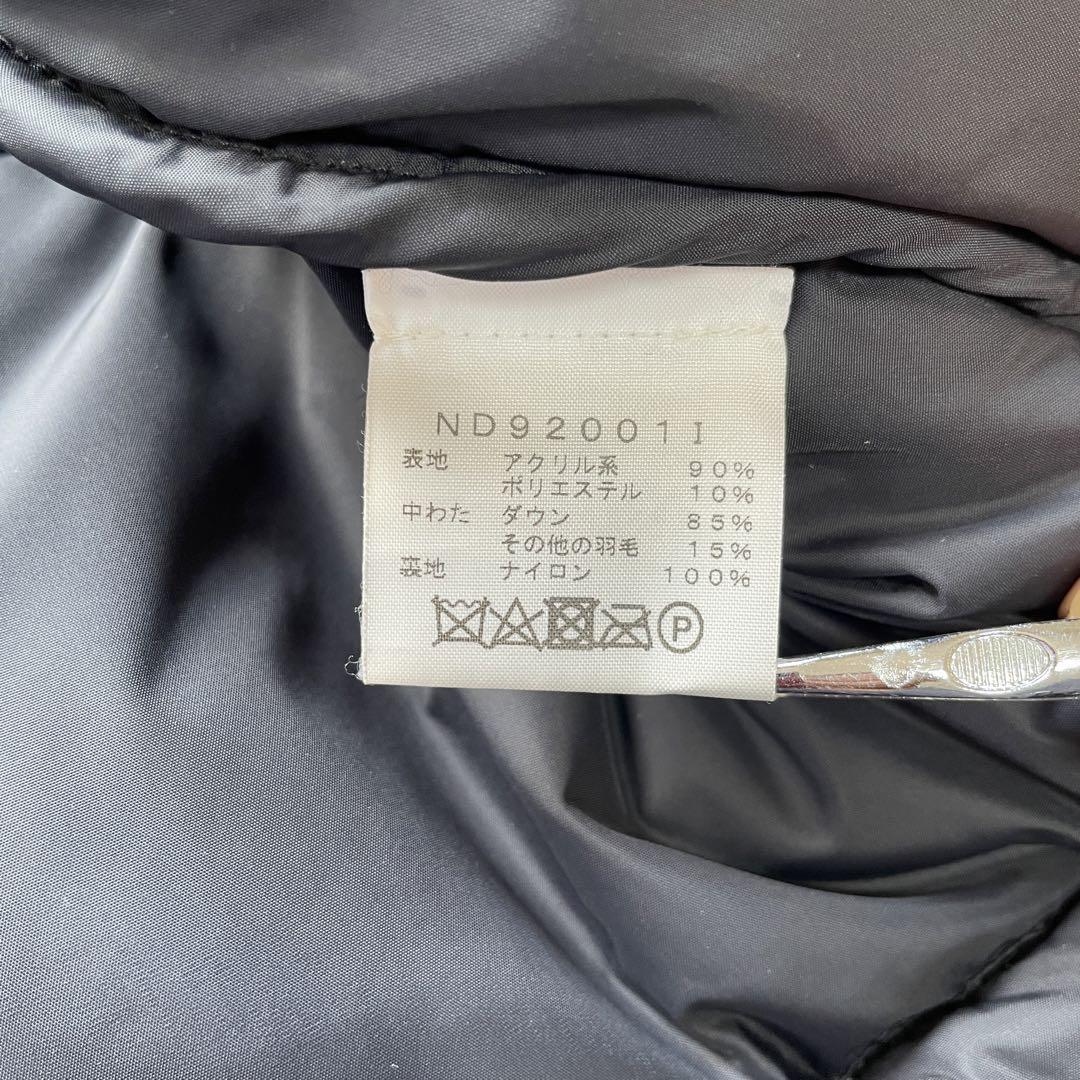 ND92001I
表地 アクリル系 90%
ポリエステル 10%
中わた ダウン 85%
その他の羽毛 15%
裏地 ナイロン 100%
P